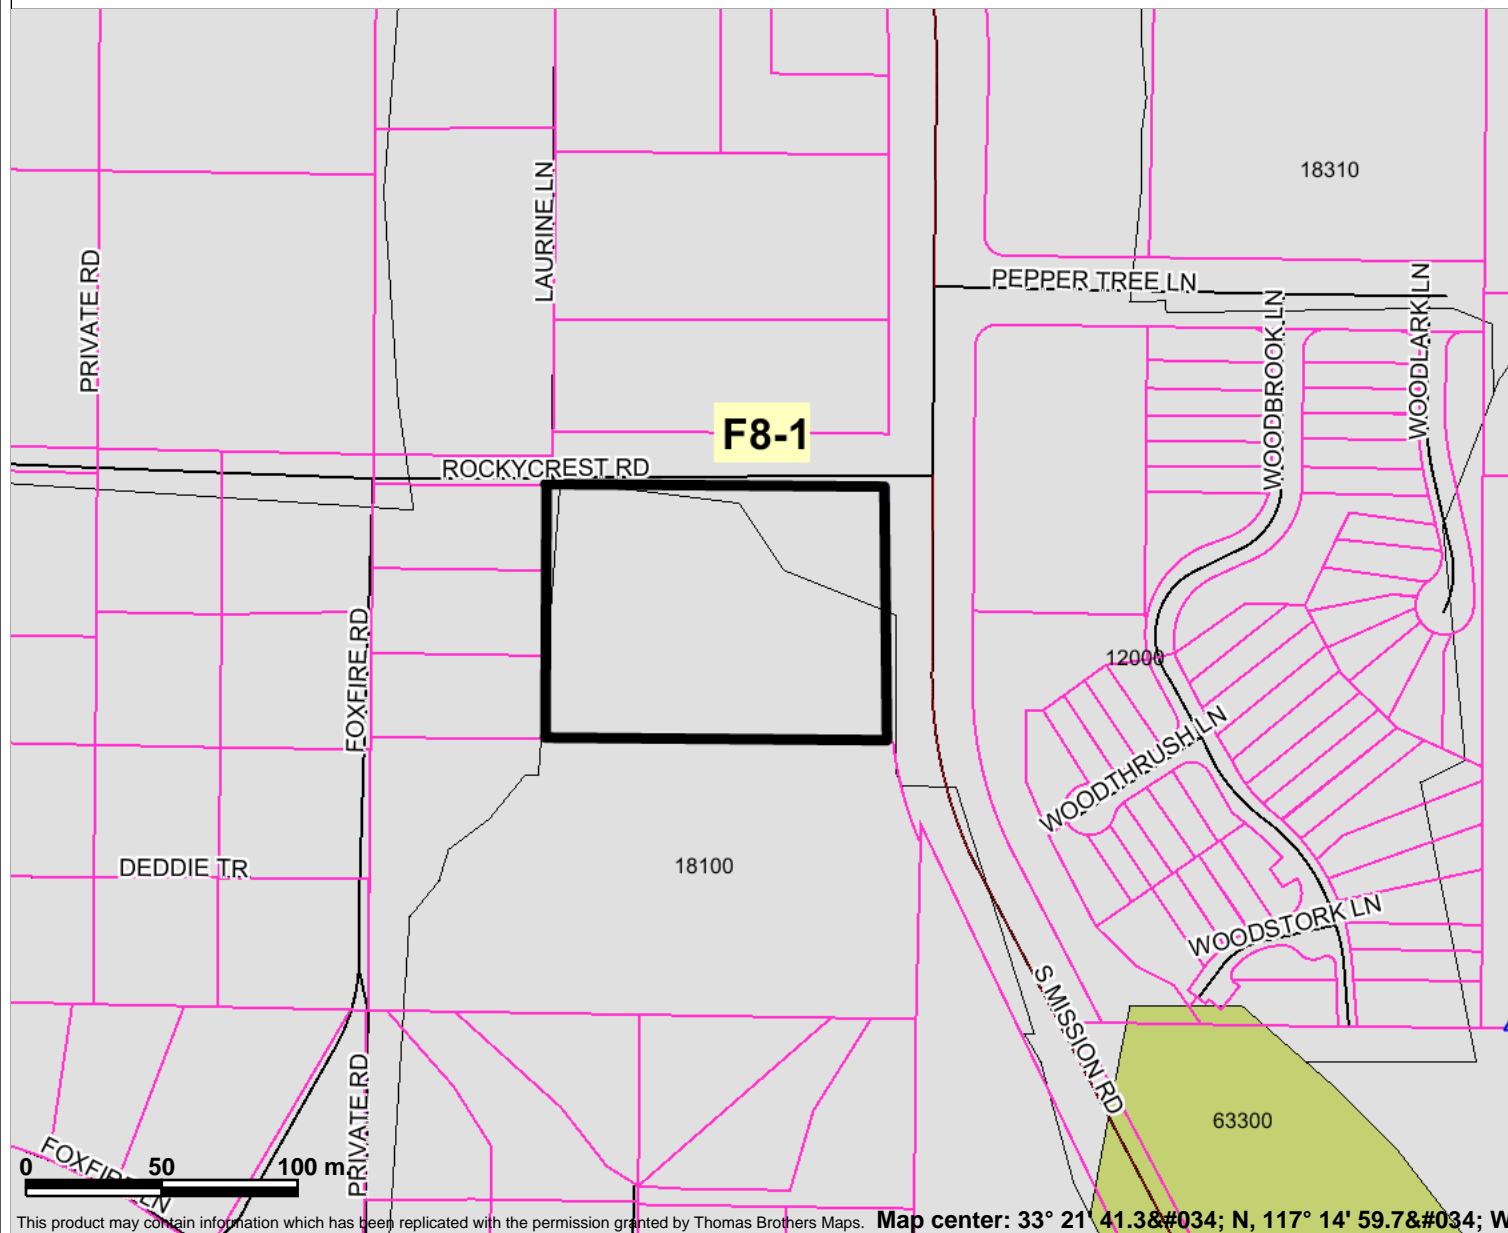 18310
LAURINE LN
PRIVATE RD
PEPPER TREE LN
WOODBROOK LN
WOODLARK LN
F8-1
ROCKYCREST RD
FOXFIRE RD
12000
WOODTHRUSH LN
DEDDIE TR
18100
WOODSTORK LN
S MISSION RD
PRIVATE RD
63300
FOXFIRE LN
0 50 100 m.
This product may contain information which has been replicated with the permission granted by Thomas Brothers Maps. Map center: 33° 21' 41.3&#034; N, 117° 14' 59.7&#034; W